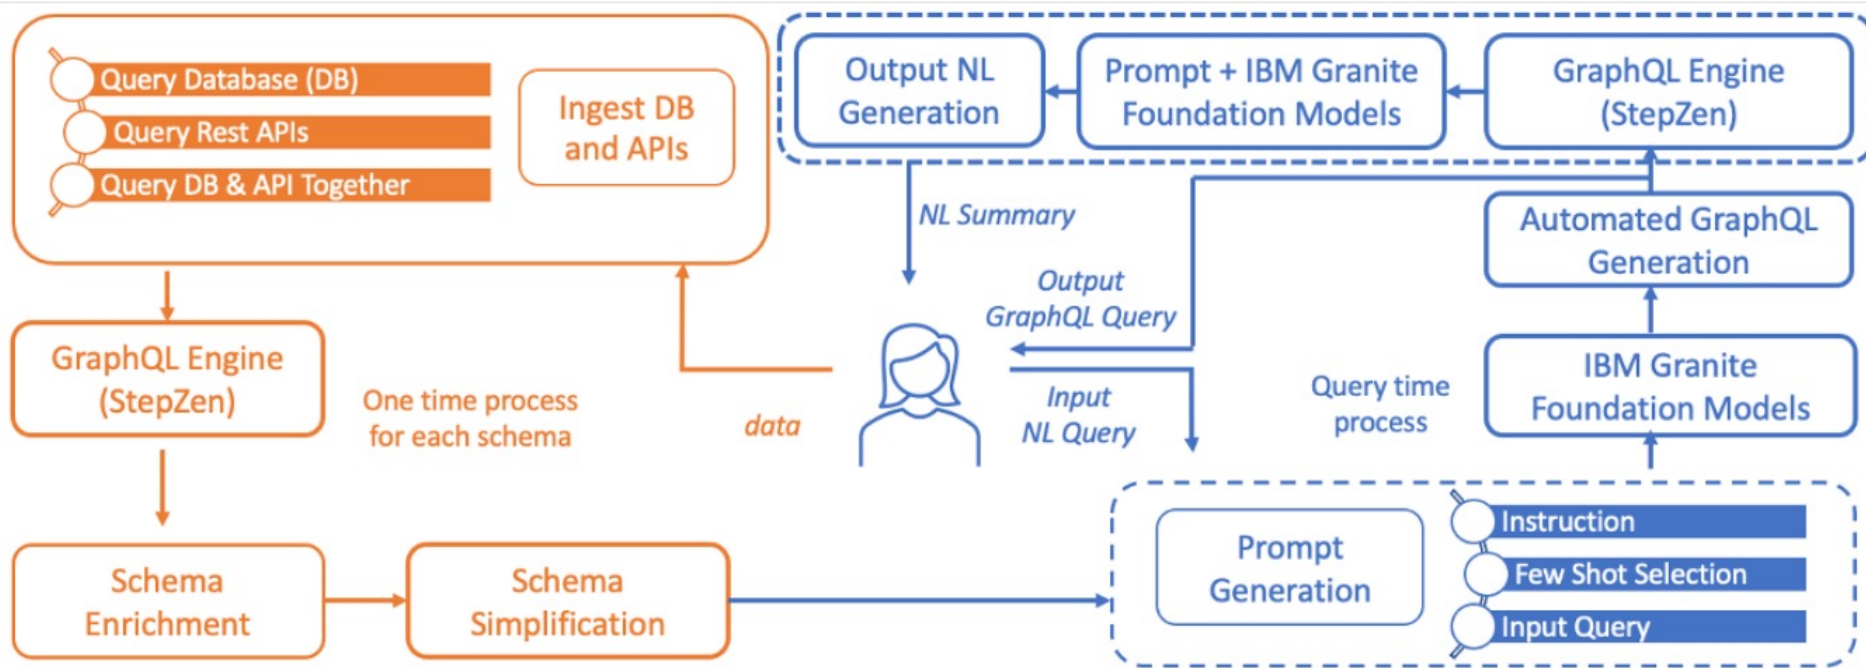 Query Database (DB)
Query Rest APIs
Query DB & API Together
Ingest DB
and APIs
GraphQL Engine
(StepZen)
One time process
for each schema
data
Schema
Enrichment
Schema
Simplification
Output NL
Generation
Prompt + IBM Granite
Foundation Models
GraphQL Engine
(StepZen)
NL Summary
Output
GraphQL Query
Input
NL Query
Query time
process
Automated GraphQL
Generation
IBM Granite
Foundation Models
Prompt
Generation
Instruction
Few Shot Selection
Input Query